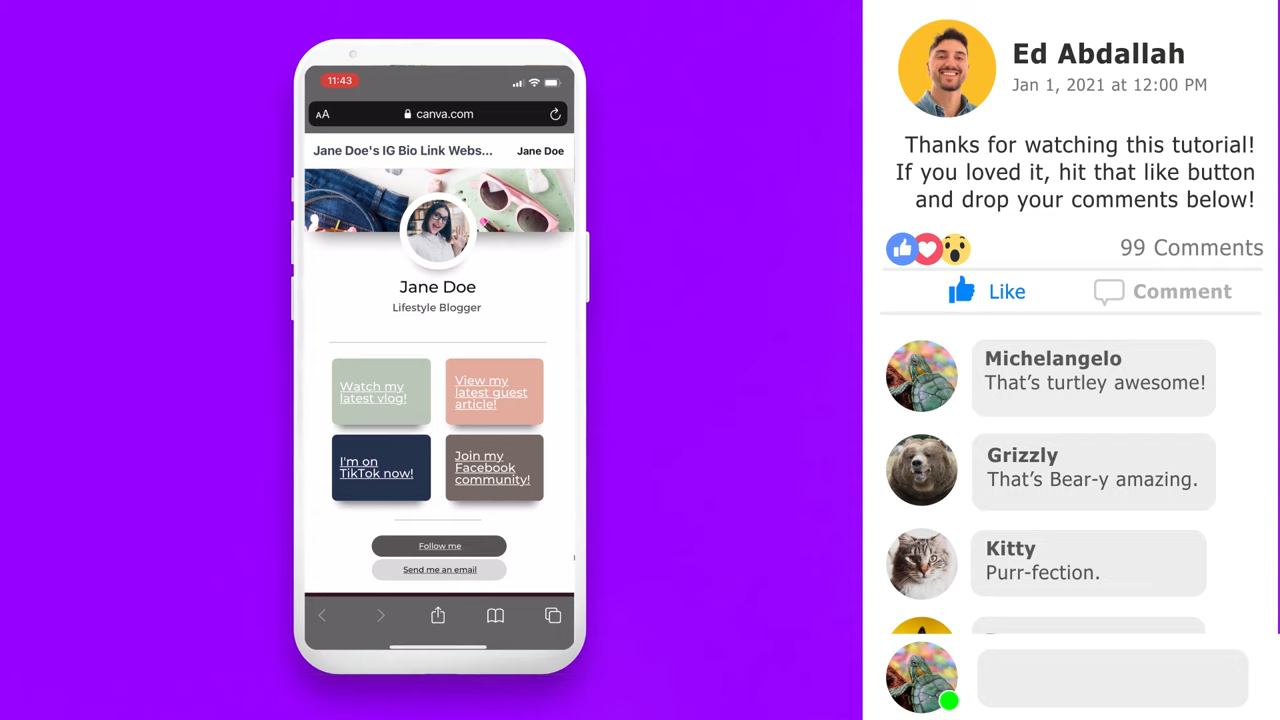 11:43
AA
canva.com
Jane Doe's IG Bio Link Webs...
Jane Doe
Jane Doe
Lifestyle Blogger
Watch my
latest vlog!
View my
latest guest
article!
I'm on
TikTok now!
Join my
Facebook
community!
Follow me
Send me an email
Ed Abdallah
Jan 1, 2021 at 12:00 PM
Thanks for watching this tutorial!
If you loved it, hit that like button
and drop your comments below!
99 Comments
Like
Comment
Michelangelo
That's turtley awesome!
Grizzly
That's Bear-y amazing.
Kitty
Purr-fection.